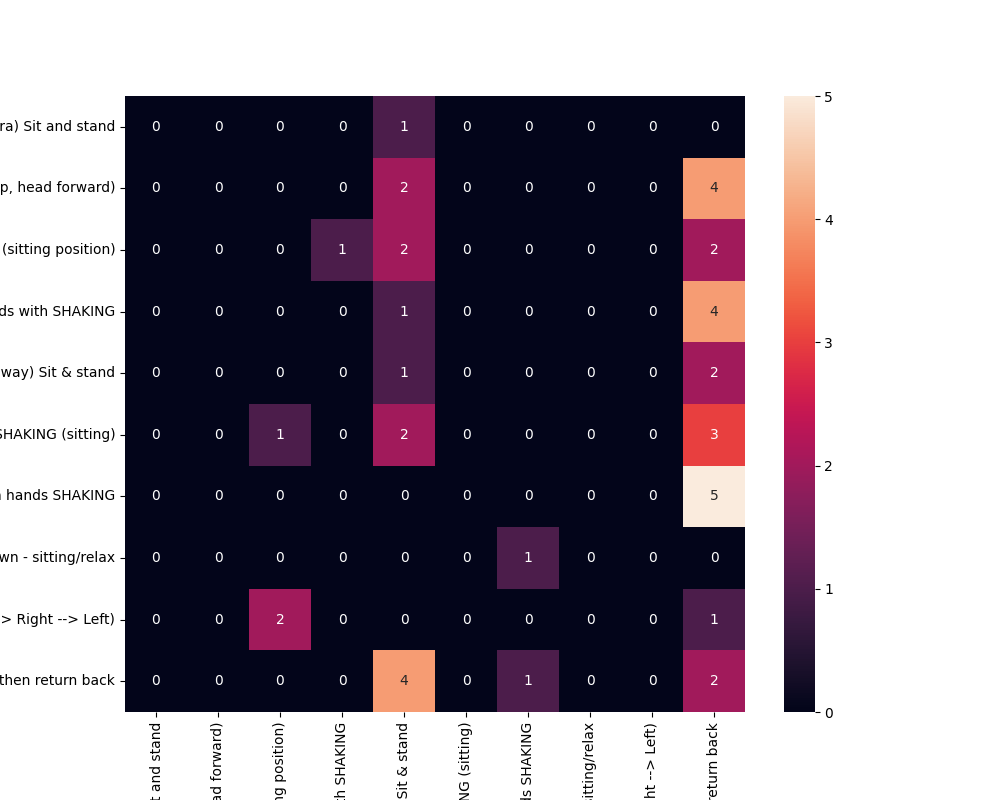 ra) Sit and stand 0 0 0 0 1 0 0 0 0 0
p, head forward) 0 0 0 0 2 0 0 0 0 4
(sitting position) 0 0 0 1 2 0 0 0 0 2
ds with SHAKING 0 0 0 0 1 0 0 0 0 4
way) Sit & stand 0 0 0 0 1 0 0 0 0 2
SHAKING (sitting) 0 0 1 0 2 0 0 0 0 3
hands SHAKING 0 0 0 0 0 0 0 0 0 5
wn - sitting/relax 0 0 0 0 0 0 1 0 0 0
> Right --> Left) 0 0 2 0 0 0 0 0 0 1
then return back 0 0 0 0 4 0 1 0 0 2
t and stand
ad forward)
ng position)
th SHAKING
Sit & stand
NG (sitting)
ds SHAKING
sitting/relax
ht --> Left)
return back
5
4
3
2
1
0